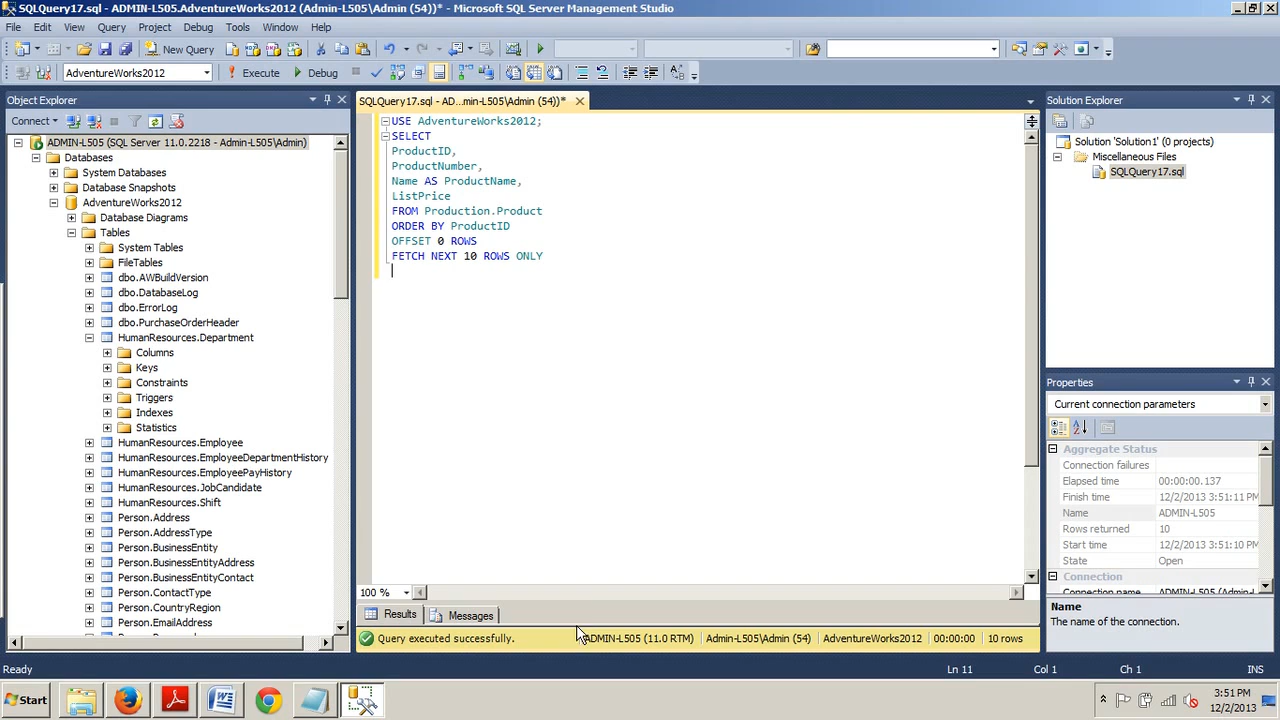 SQLQuery17.sql - ADMIN-L505.AdventureWorks2012 (Admin-L505\Admin (54))* - Microsoft SQL Server Management Studio
File Edit View Query Project Debug Tools Window Help
New Query
AdventureWorks2012 Execute Debug
Object Explorer
Connect
ADMIN-L505 (SQL Server 11.0.2218 - Admin-L505\Admin)
Databases
System Databases
Database Snapshots
AdventureWorks2012
Database Diagrams
Tables
System Tables
FileTables
dbo.AWBuildVersion
dbo.DatabaseLog
dbo.ErrorLog
dbo.PurchaseOrderHeader
HumanResources.Department
Columns
Keys
Constraints
Triggers
Indexes
Statistics
HumanResources.Employee
HumanResources.EmployeeDepartmentHistory
HumanResources.EmployeePayHistory
HumanResources.JobCandidate
HumanResources.Shift
Person.Address
Person.AddressType
Person.BusinessEntity
Person.BusinessEntityAddress
Person.BusinessEntityContact
Person.ContactType
Person.CountryRegion
Person.EmailAddress
SQLQuery17.sql - AD...min-L505\Admin (54))*
USE AdventureWorks2012;
SELECT
ProductID,
ProductNumber,
Name AS ProductName,
ListPrice
FROM Production.Product
ORDER BY ProductID
OFFSET 0 ROWS
FETCH NEXT 10 ROWS ONLY
100 %
Results Messages
Query executed successfully. ADMIN-L505 (11.0 RTM) Admin-L505\Admin (54) AdventureWorks2012 00:00:00 10 rows
Solution Explorer
Solution 'Solution1' (0 projects)
Miscellaneous Files
SQLQuery17.sql
Properties
Current connection parameters
Aggregate Status
Connection failures
Elapsed time 00:00:00.137
Finish time 12/2/2013 3:51:11 PM
Name ADMIN-L505
Rows returned 10
Start time 12/2/2013 3:51:10 PM
State Open
Connection
Connection name ADMIN-L505 (Admin-
Name
The name of the connection.
Ready Ln 11 Col 1 Ch 1 INS
Start 3:51 PM
12/2/2013